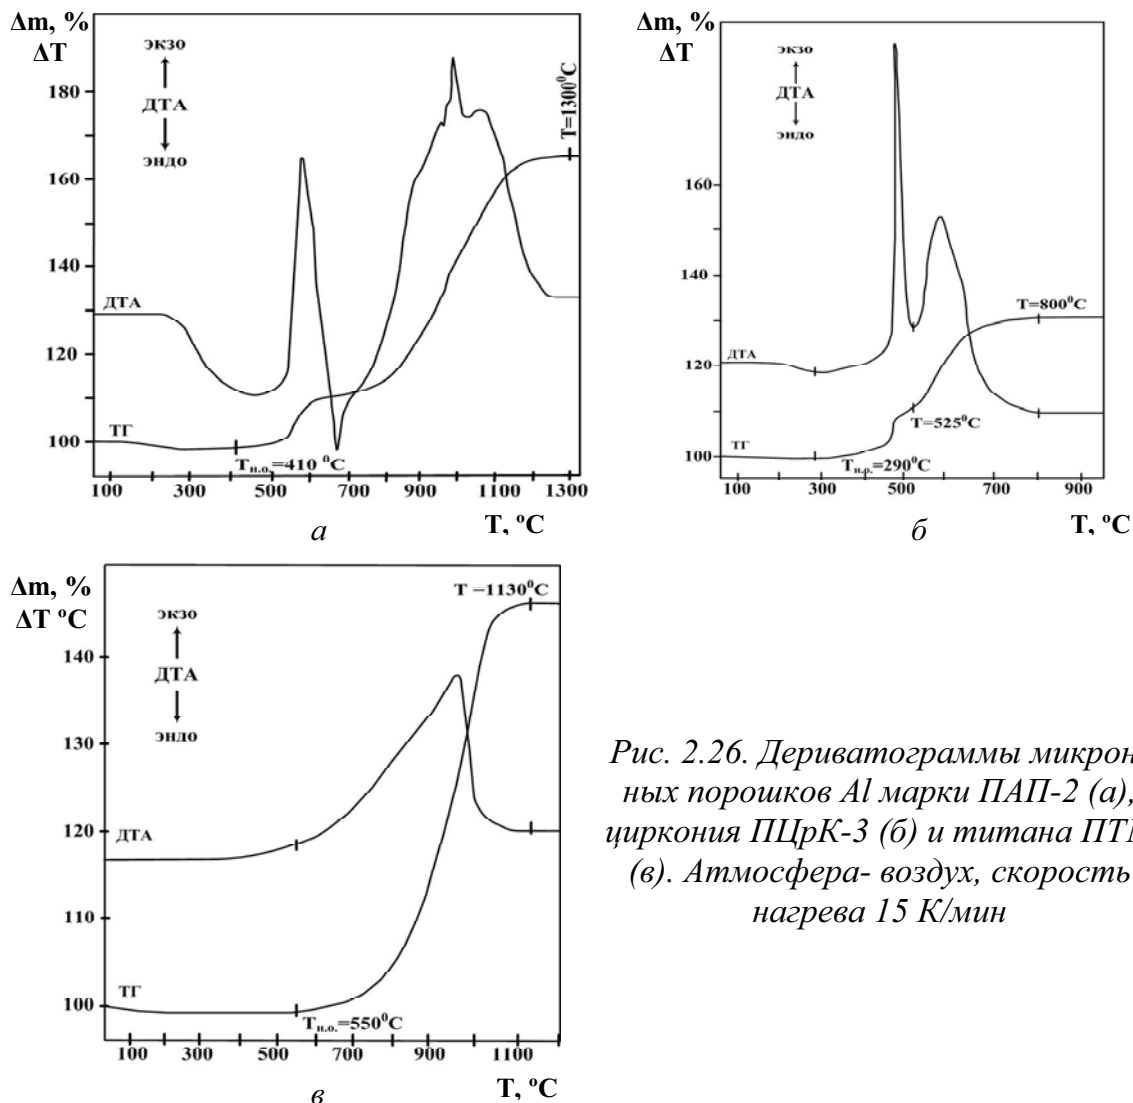 Δm, %
ΔT
экзо
ДТА
эндо
180
160
140
120
100
ДТА
ТГ
Tн.о.=410 ⁰C
T=1300⁰C
100 300 500 700 900 1100 1300
T, ºC
а
Δm, %
ΔT
экзо
ДТА
эндо
160
140
120
100
ДТА
ТГ
T=800⁰C
T=525⁰C
Tн.о.=290⁰C
100 300 500 700 900
T, ºC
б
Δm, %
ΔT ºC
экзо
ДТА
эндо
140
130
120
110
100
ДТА
ТГ
T =1130⁰C
Tн.о.=550⁰C
100 300 500 700 900 1100
T, ºC
в
Рис. 2.26. Дериватограммы микрон-
ных порошков Al марки ПАП-2 (а),
циркония ПЦрК-3 (б) и титана ПТМ
(в). Атмосфера- воздух, скорость
нагрева 15 К/мин